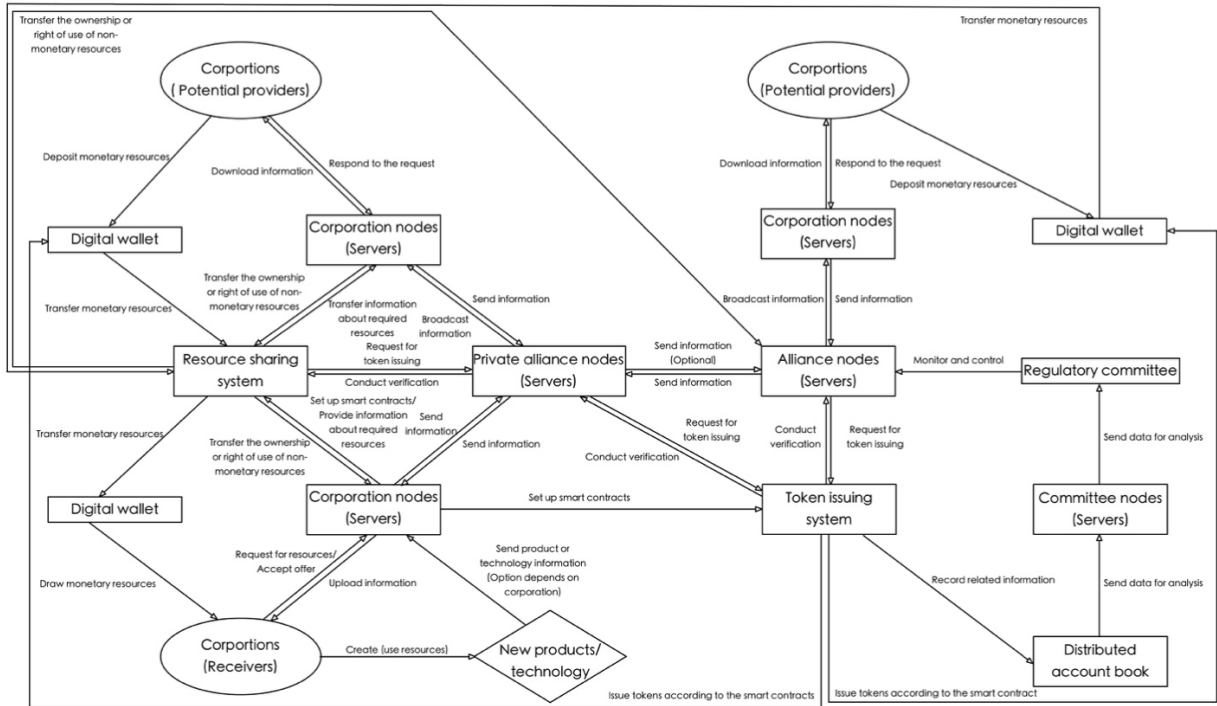 Transfer the ownership or
right of use of non-
monetary resources
Transfer monetary resources
Corportions
( Potential providers)
Corportions
(Potential providers)
Deposit monetary resources
Download information
Respond to the request
Download information
Respond to the request
Deposit monetary resources
Digital wallet
Corporation nodes
(Servers)
Corporation nodes
(Servers)
Digital wallet
Transfer monetary resources
Transfer the ownership
or right of use of non-
monetary resources
Transfer information
about required
resources
Broadcast
information
Send information
Broadcast information
Send information
Request for
token issuing
Conduct verification
Send information
(Optional)
Send information
Resource sharing
system
Private alliance nodes
(Servers)
Alliance nodes
(Servers)
Monitor and control
Regulatory committee
Transfer monetary resources
Transfer the ownership
or right of use of non-
monetary resources
Set up smart contracts/
Provide information
about required
resources
Send
information
Send information
Request for
token issuing
Conduct verification
Conduct
verification
Request for
token issuing
Send data for analysis
Digital wallet
Corporation nodes
(Servers)
Set up smart contracts
Token issuing
system
Committee nodes
(Servers)
Draw monetary resources
Request for resources/
Accept offer
Upload information
Send product or
technology information
(Option depends on
corporation)
Record related information
Send data for analysis
Corportions
(Receivers)
Create (use resources)
New products/
technology
Distributed
account book
Issue tokens according to the smart contracts
Issue tokens according to the smart contract